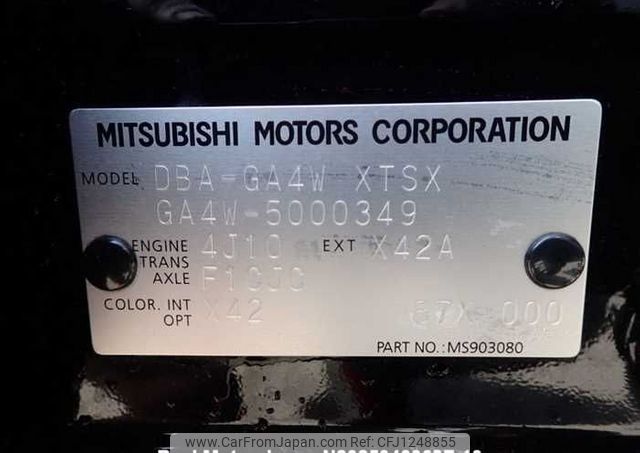 MITSUBISHI MOTORS CORPORATION
MODEL DBA-GA4W XTSX
GA4W-5000349
ENGINE 4J10 EXT X42A
TRANS
AXLE F1CJC
COLOR. INT X42 67X 000
OPT
PART NO.: MS903080
www.CarFromJapan.com - CFJ1248855